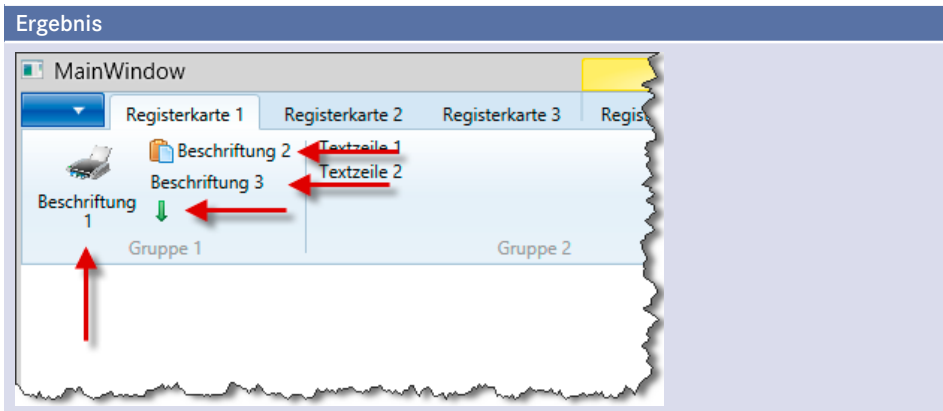 Ergebnis
MainWindow
Registerkarte 1 Registerkarte 2 Registerkarte 3
Beschriftung 2 Textzeile 1
Beschriftung 3 Textzeile 2
Beschriftung
1
Gruppe 1 Gruppe 2